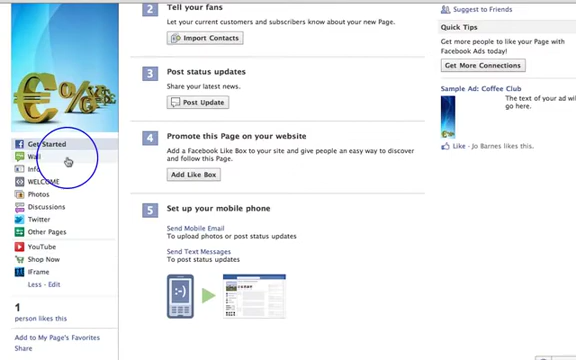 €%
2
Tell your fans
Let your current customers and subscribers know about your new Page.
Import Contacts
3
Post status updates
Share your latest news.
Post Update
4
Promote this Page on your website
Add a Facebook Like Box to your site and give people an easy way to discover
and follow this Page.
Add Like Box
5
Set up your mobile phone
Send Mobile Email
To upload photos or post status updates
Send Text Messages
To post status updates
:-)
Get Started
Wall
Info
WELCOME
Photos
Discussions
Twitter
Other Pages
YouTube
Shop Now
IFrame
Less - Edit
1
person likes this
Add to My Page's Favorites
Share
Suggest to Friends
Quick Tips
Get more people to like your Page with
Facebook Ads today!
Get More Connections
Sample Ad: Coffee Club
The text of your ad wi
go here.
Like · Jo Barnes likes this.